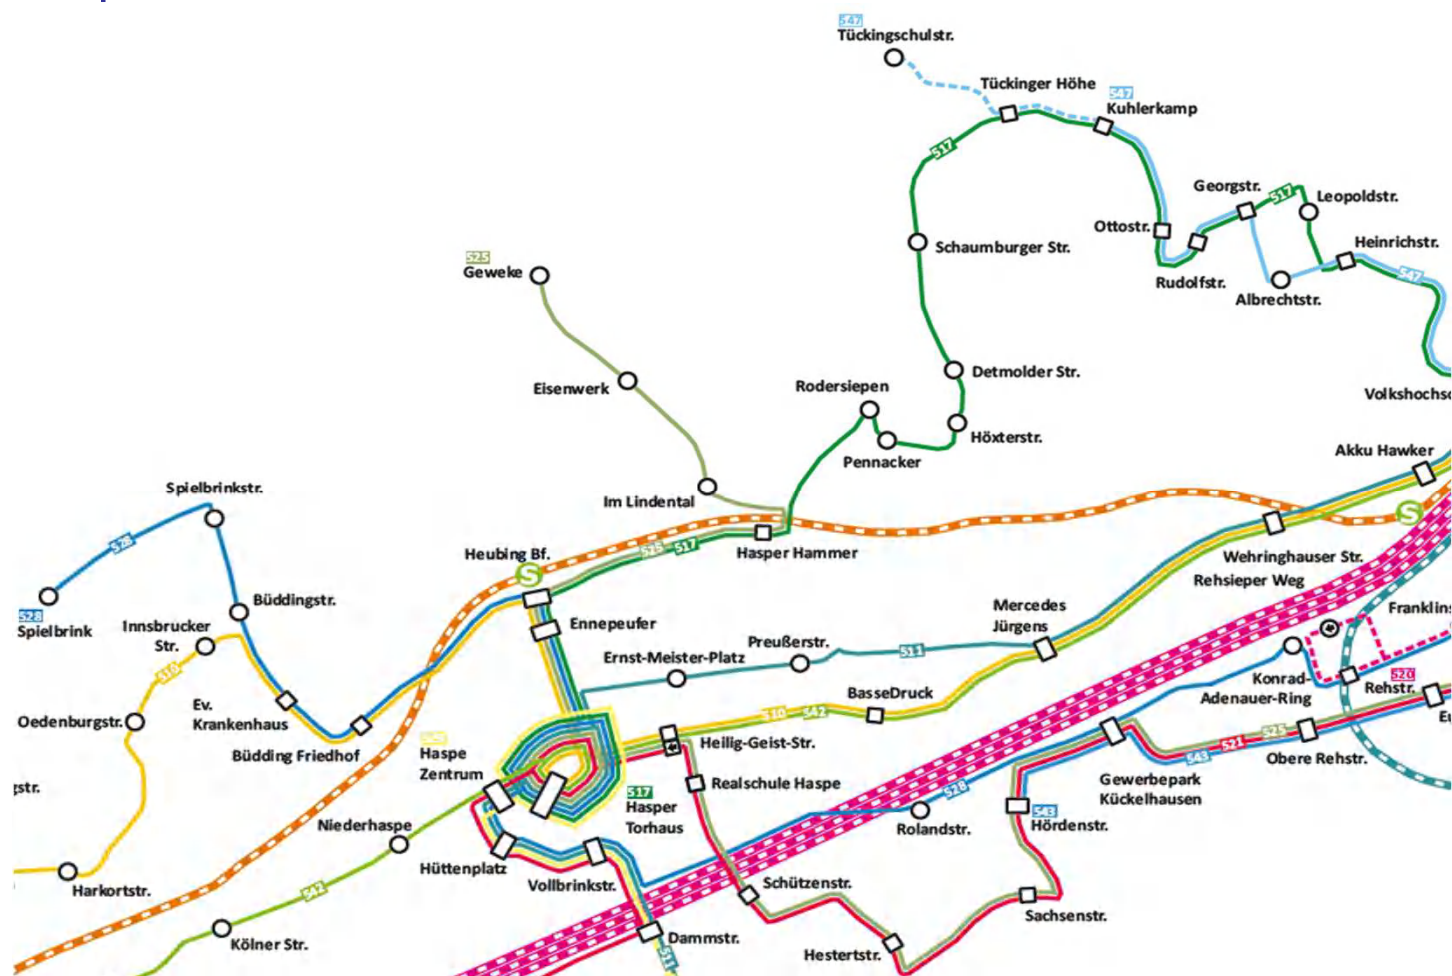 547
Tückingschulstr.
Tückinger Höhe
547
Kuhlerkamp
517
Georgstr.
517
Leopoldstr.
Ottostr.
Heinrichstr.
Schaumburger Str.
525
Geweke
Rudolfstr.
547
Albrechtstr.
Eisenwerk
Rodersiepen
Detmolder Str.
Volkshochsc
Höxterstr.
Pennacker
Akku Hawker
Spielbrinkstr.
Im Lindental
S
528
Heubing Bf.
525
517
Hasper Hammer
Wehringhauser Str.
S
Rehsieper Weg
528
Spielbrink
Büddingstr.
Innsbrucker
Str.
Ennepeufer
Mercedes
Jürgens
Franklins
Preußerstr.
511
Ernst-Meister-Platz
510
Konrad-
Adenauer-Ring
520
Rehstr.
Oedenburgstr.
Ev.
Krankenhaus
BasseDruck
510
542
Büdding Friedhof
Haspe
Zentrum
Heilig-Geist-Str.
525
521
543
Obere Rehstr.
Eu
gstr.
Realschule Haspe
Gewerbepark
Kückelhausen
517
Hasper
Torhaus
528
Rolandstr.
543
Hördenstr.
Niederhaspe
Hüttenplatz
Vollbrinkstr.
Schützenstr.
Harkortstr.
542
Sachsenstr.
Kölner Str.
Dammstr.
Hestertstr.
511